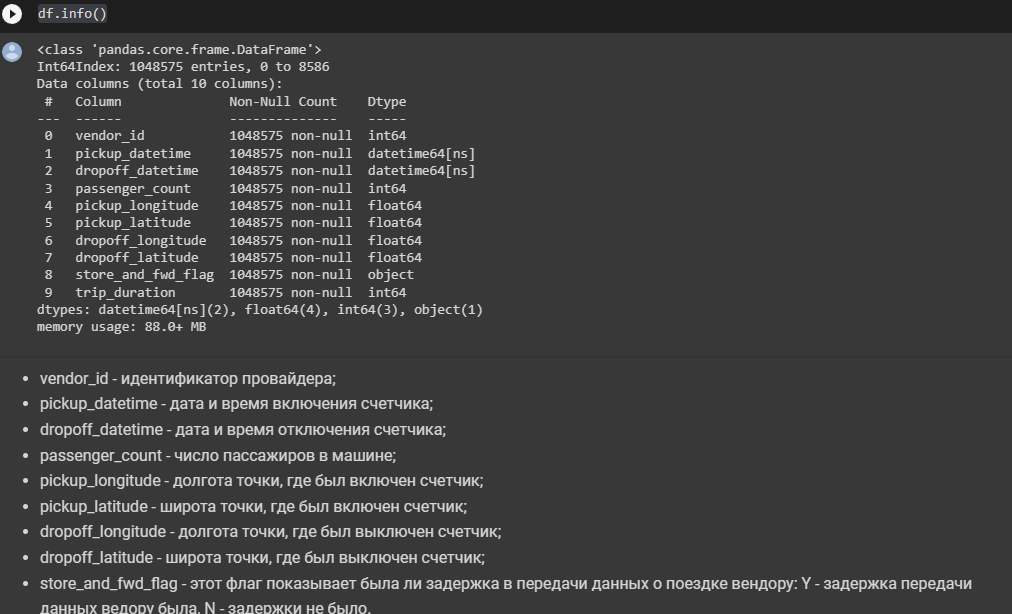 df.info()
<class 'pandas.core.frame.DataFrame'>
Int64Index: 1048575 entries, 0 to 8586
Data columns (total 10 columns):
 #   Column              Non-Null Count    Dtype
---  ------              --------------    -----
 0   vendor_id           1048575 non-null  int64
 1   pickup_datetime     1048575 non-null  datetime64[ns]
 2   dropoff_datetime    1048575 non-null  datetime64[ns]
 3   passenger_count     1048575 non-null  int64
 4   pickup_longitude    1048575 non-null  float64
 5   pickup_latitude     1048575 non-null  float64
 6   dropoff_longitude   1048575 non-null  float64
 7   dropoff_latitude    1048575 non-null  float64
 8   store_and_fwd_flag  1048575 non-null  object
 9   trip_duration       1048575 non-null  int64
dtypes: datetime64[ns](2), float64(4), int64(3), object(1)
memory usage: 88.0+ MB
• vendor_id - идентификатор провайдера;
• pickup_datetime - дата и время включения счетчика;
• dropoff_datetime - дата и время отключения счетчика;
• passenger_count - число пассажиров в машине;
• pickup_longitude - долгота точки, где был включен счетчик;
• pickup_latitude - широта точки, где был включен счетчик;
• dropoff_longitude - долгота точки, где был выключен счетчик;
• dropoff_latitude - широта точки, где был выключен счетчик;
• store_and_fwd_flag - этот флаг показывает была ли задержка в передачи данных о поездке вендору: Y - задержка передачи
данных ведору была, N - задержки не было.